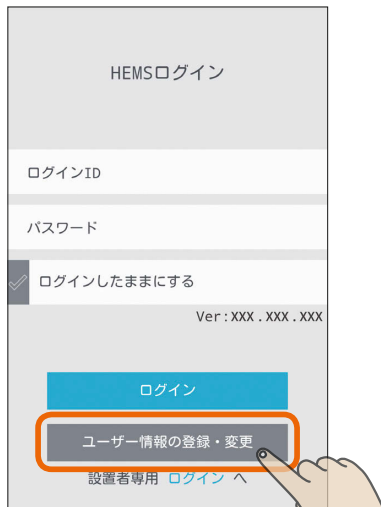 HEMSログイン
ログインID
パスワード
ログインしたままにする
Ver:XXX.XXX.XXX
ログイン
ユーザー情報の登録・変更
設置者専用 ログイン へ